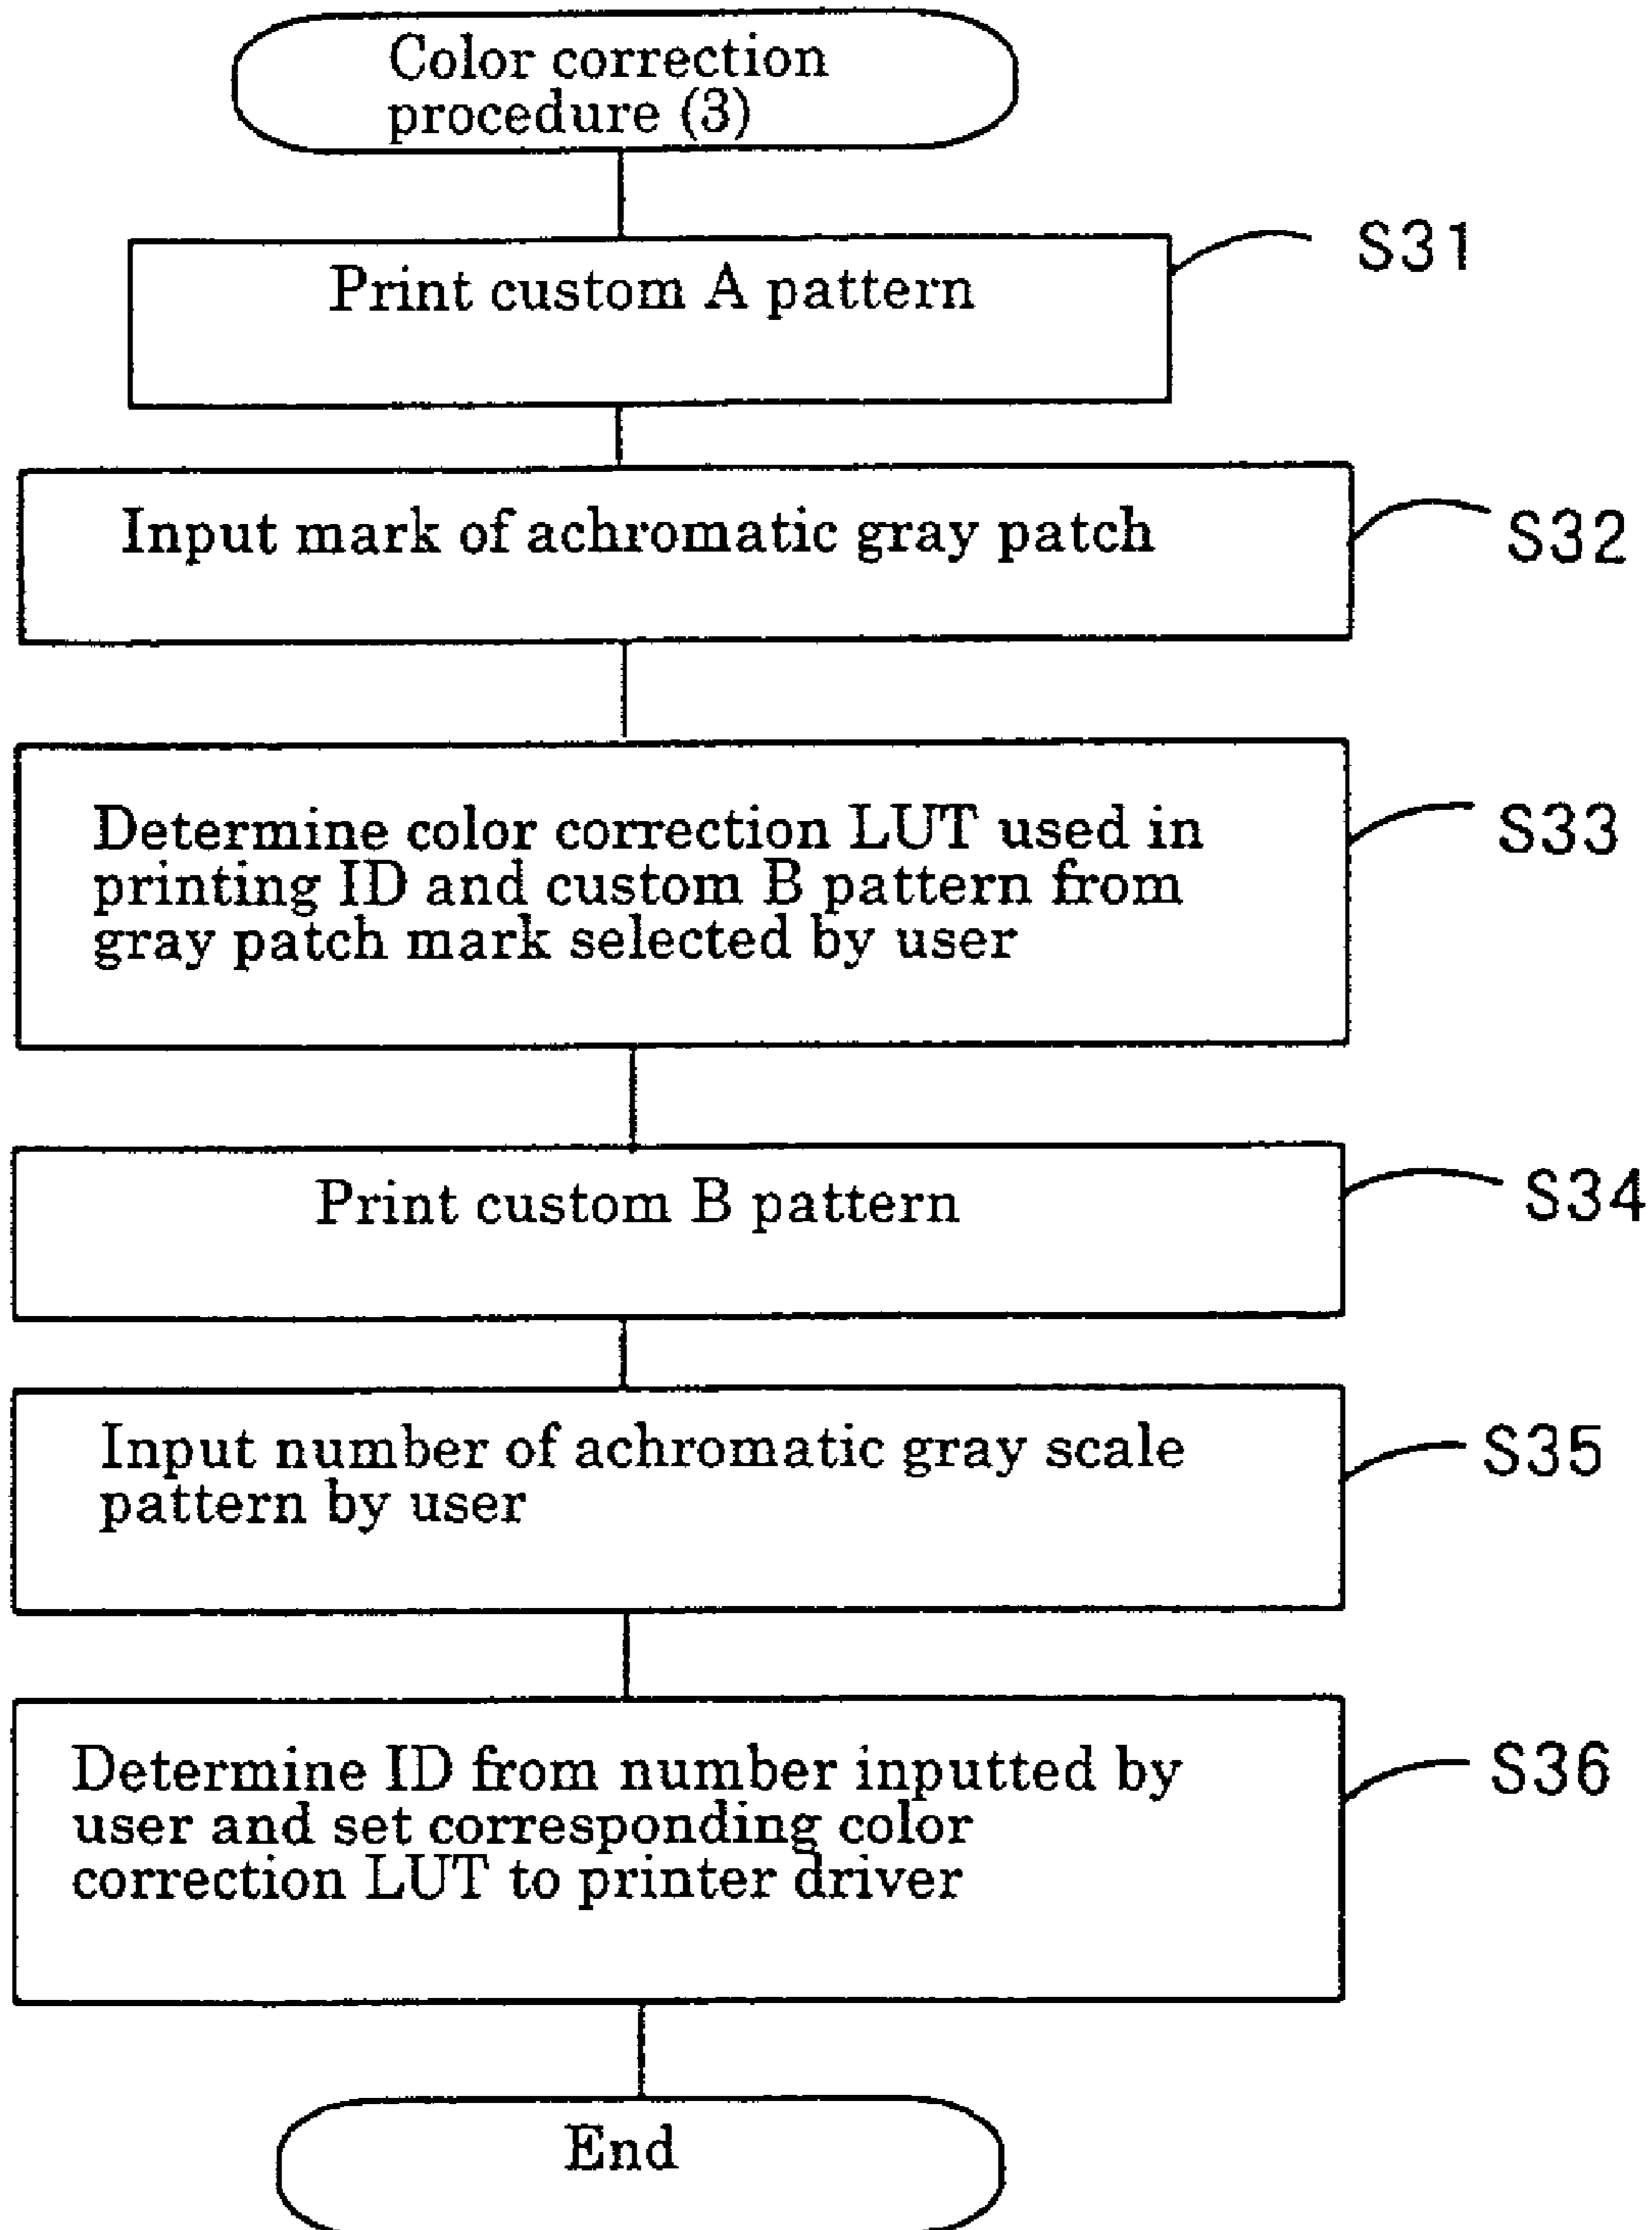 Color correction
procedure (3)
S31
Print custom A pattern
S32
Input mark of achromatic gray patch
S33
Determine color correction LUT used in
printing ID and custom B pattern from
gray patch mark selected by user
S34
Print custom B pattern
S35
Input number of achromatic gray scale
pattern by user
S36
Determine ID from number inputted by
user and set corresponding color
correction LUT to printer driver
End